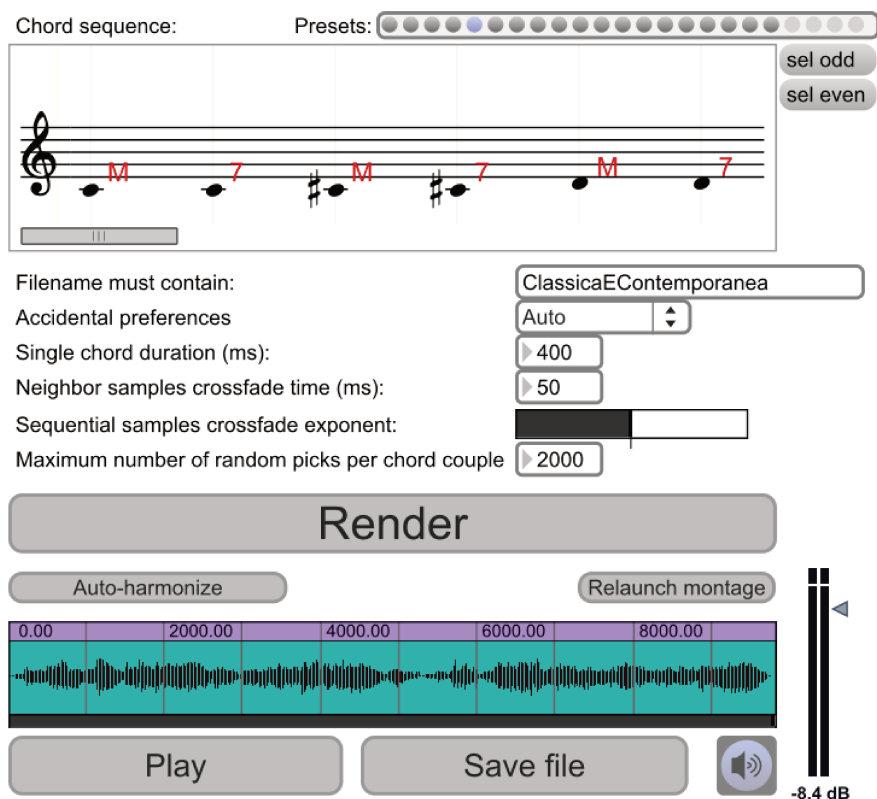 Chord sequence: Presets:
sel odd
sel even
M 7 M 7 M 7
Filename must contain: ClassicaEContemporanea
Accidental preferences Auto
Single chord duration (ms): 400
Neighbor samples crossfade time (ms): 50
Sequential samples crossfade exponent:
Maximum number of random picks per chord couple 2000
Render
Auto-harmonize Relaunch montage
0.00 2000.00 4000.00 6000.00 8000.00
Play Save file
-8.4 dB